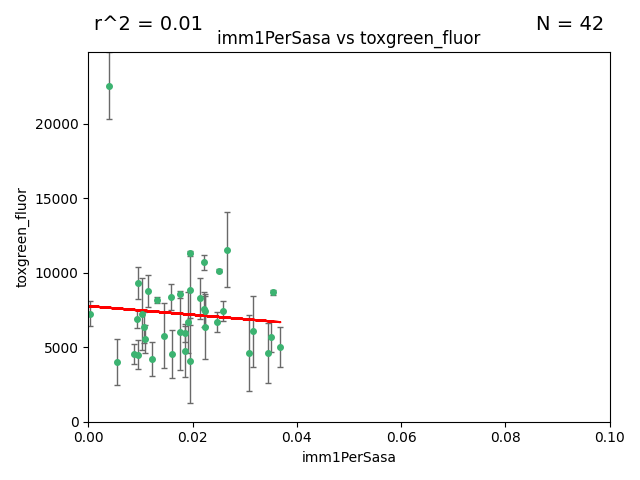 r^2 = 0.01
N = 42
imm1PerSasa vs toxgreen_fluor
toxgreen_fluor
20000
15000
10000
5000
0
0.00 0.02 0.04 0.06 0.08 0.10
imm1PerSasa